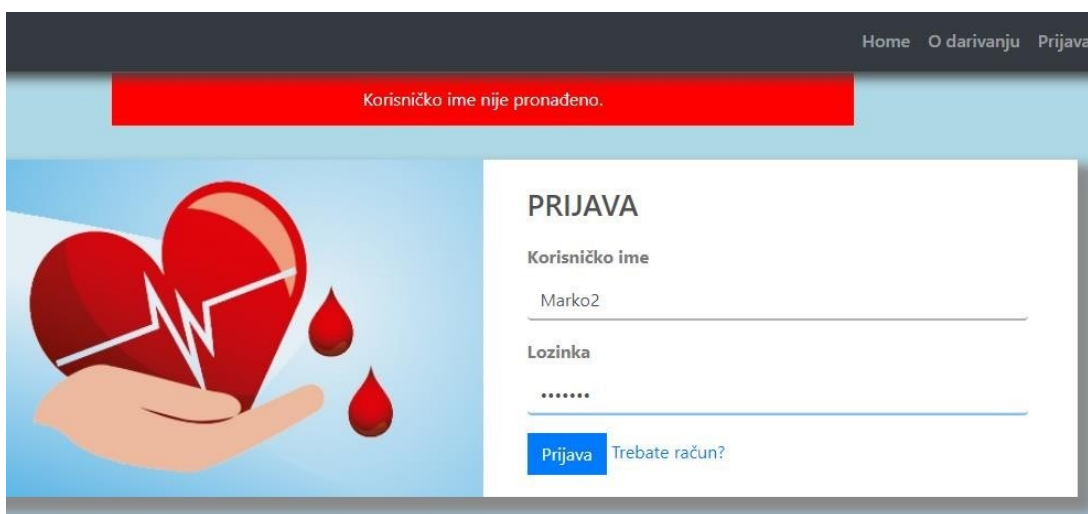 Home O darivanju Prijava
Korisničko ime nije pronađeno.
PRIJAVA
Korisničko ime
Marko2
Lozinka
•••••••
Prijava Trebate račun?